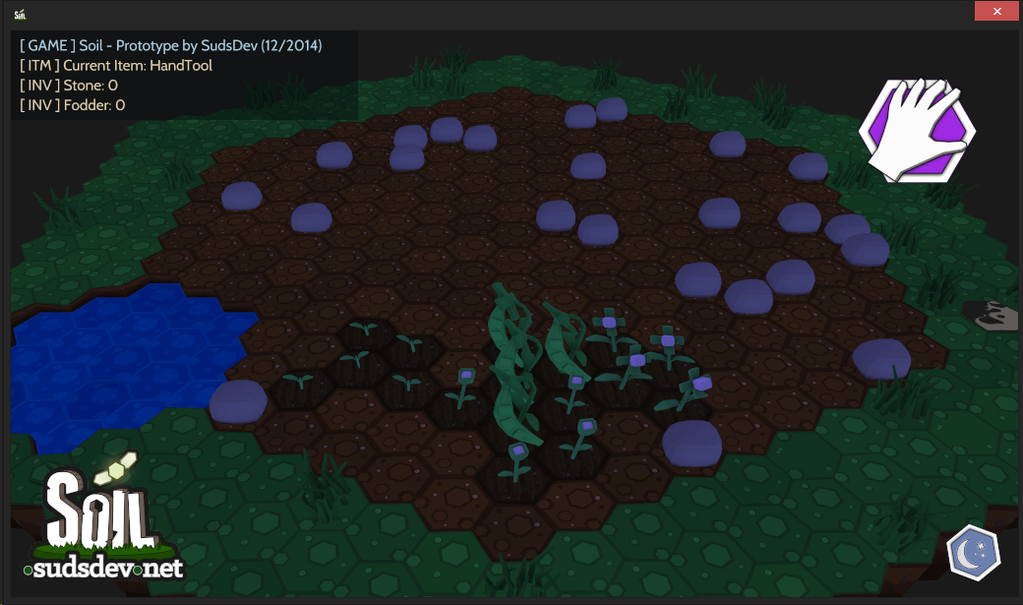 Soil
[ GAME ] Soil - Prototype by SudsDev (12/2014)
[ ITM ] Current Item: HandTool
[ INV ] Stone: 0
[ INV ] Fodder: 0
SOIL
sudsdev.net